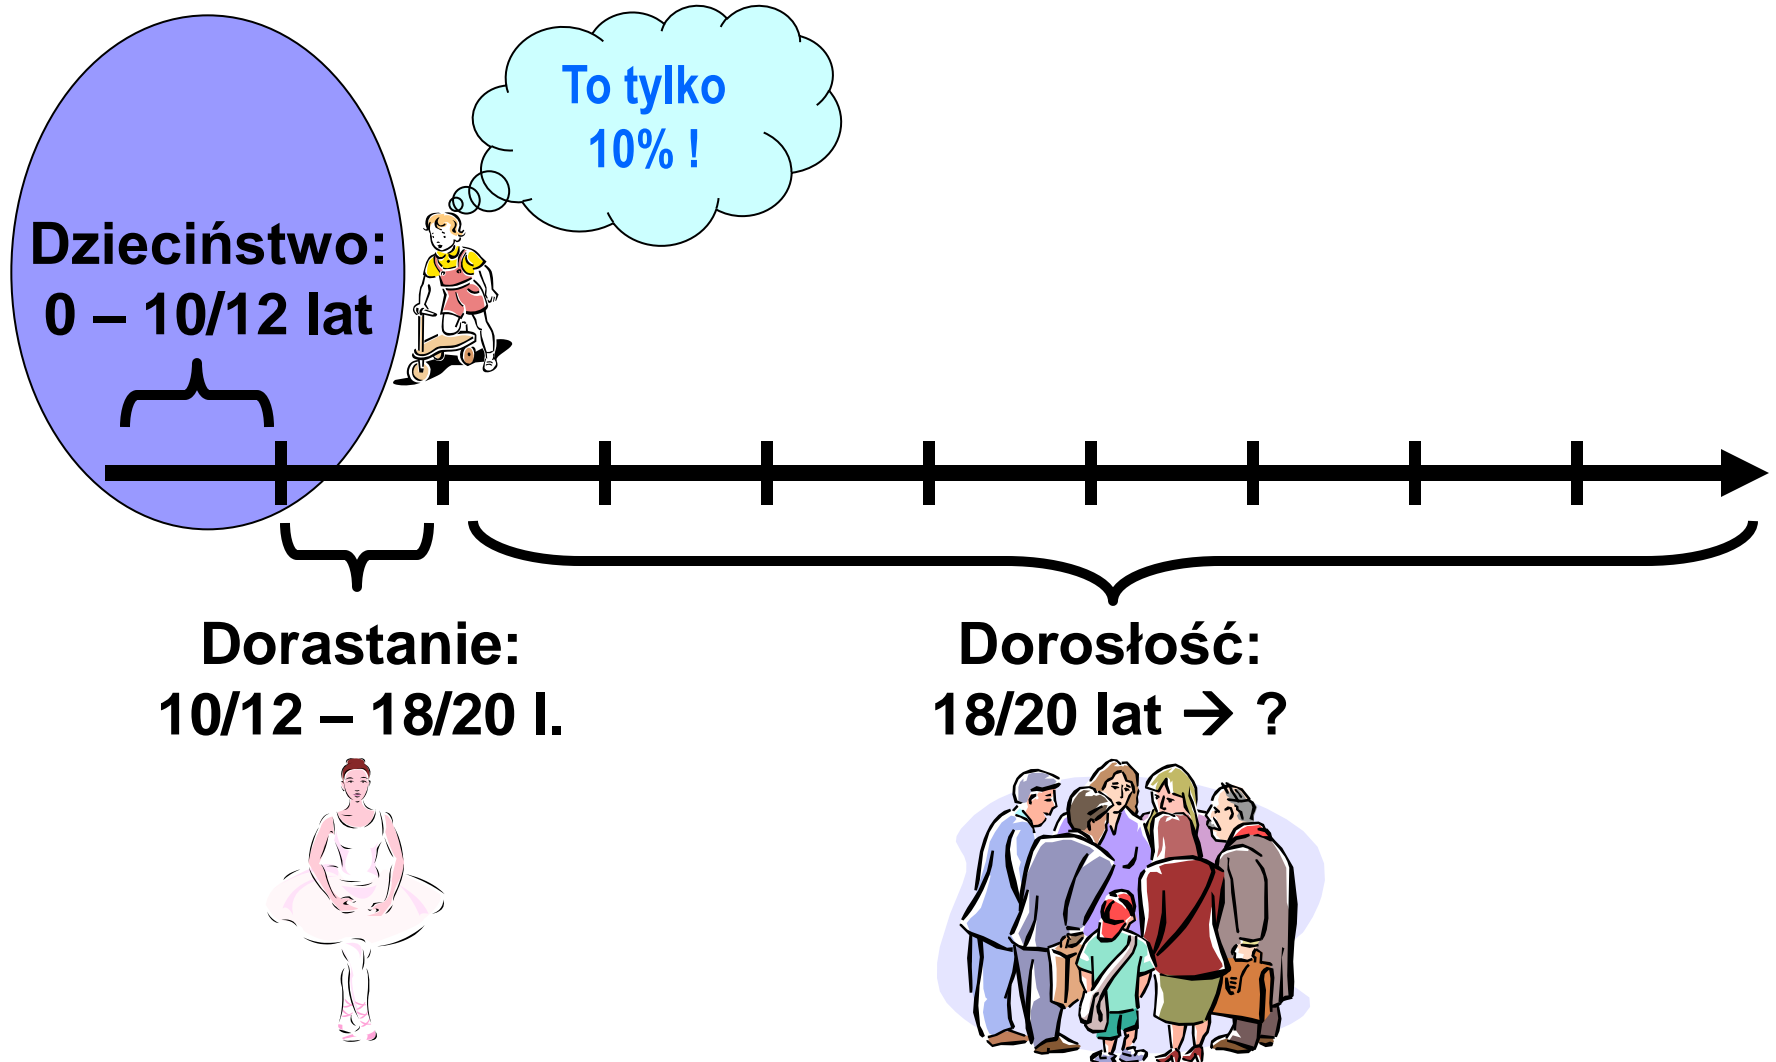 To tylko
10% !
Dzieciństwo:
0 – 10/12 lat
Dorastanie:
10/12 – 18/20 l.
Dorosłość:
18/20 lat → ?